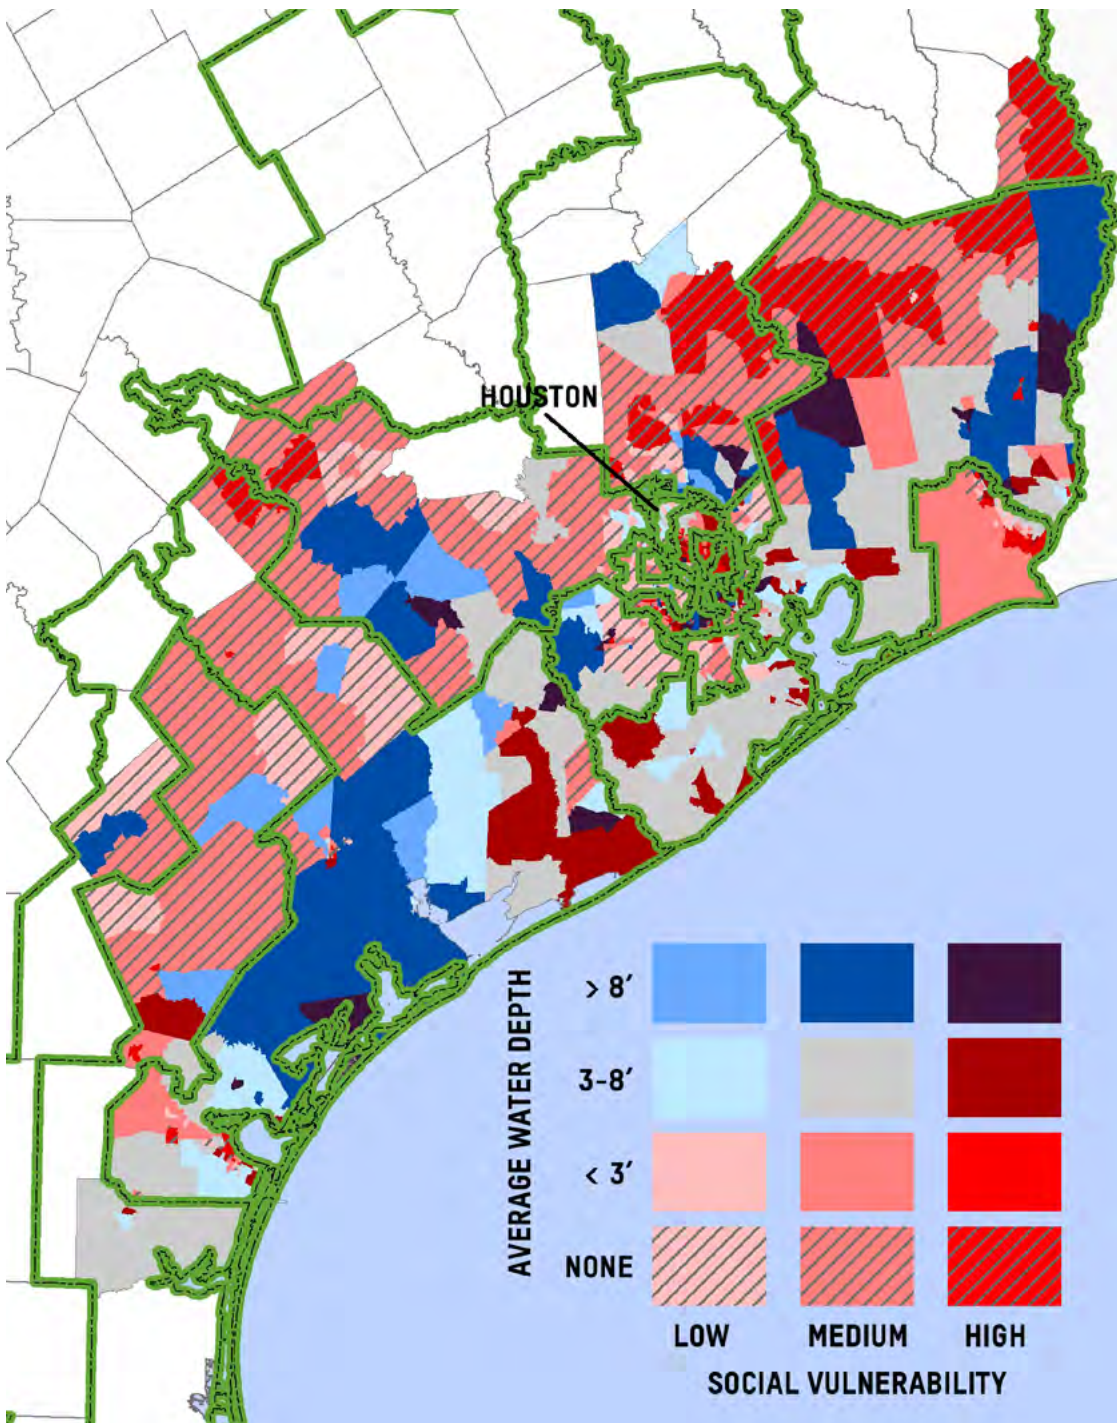 HOUSTON
AVERAGE WATER DEPTH
> 8'
3-8'
< 3'
NONE
LOW MEDIUM HIGH
SOCIAL VULNERABILITY